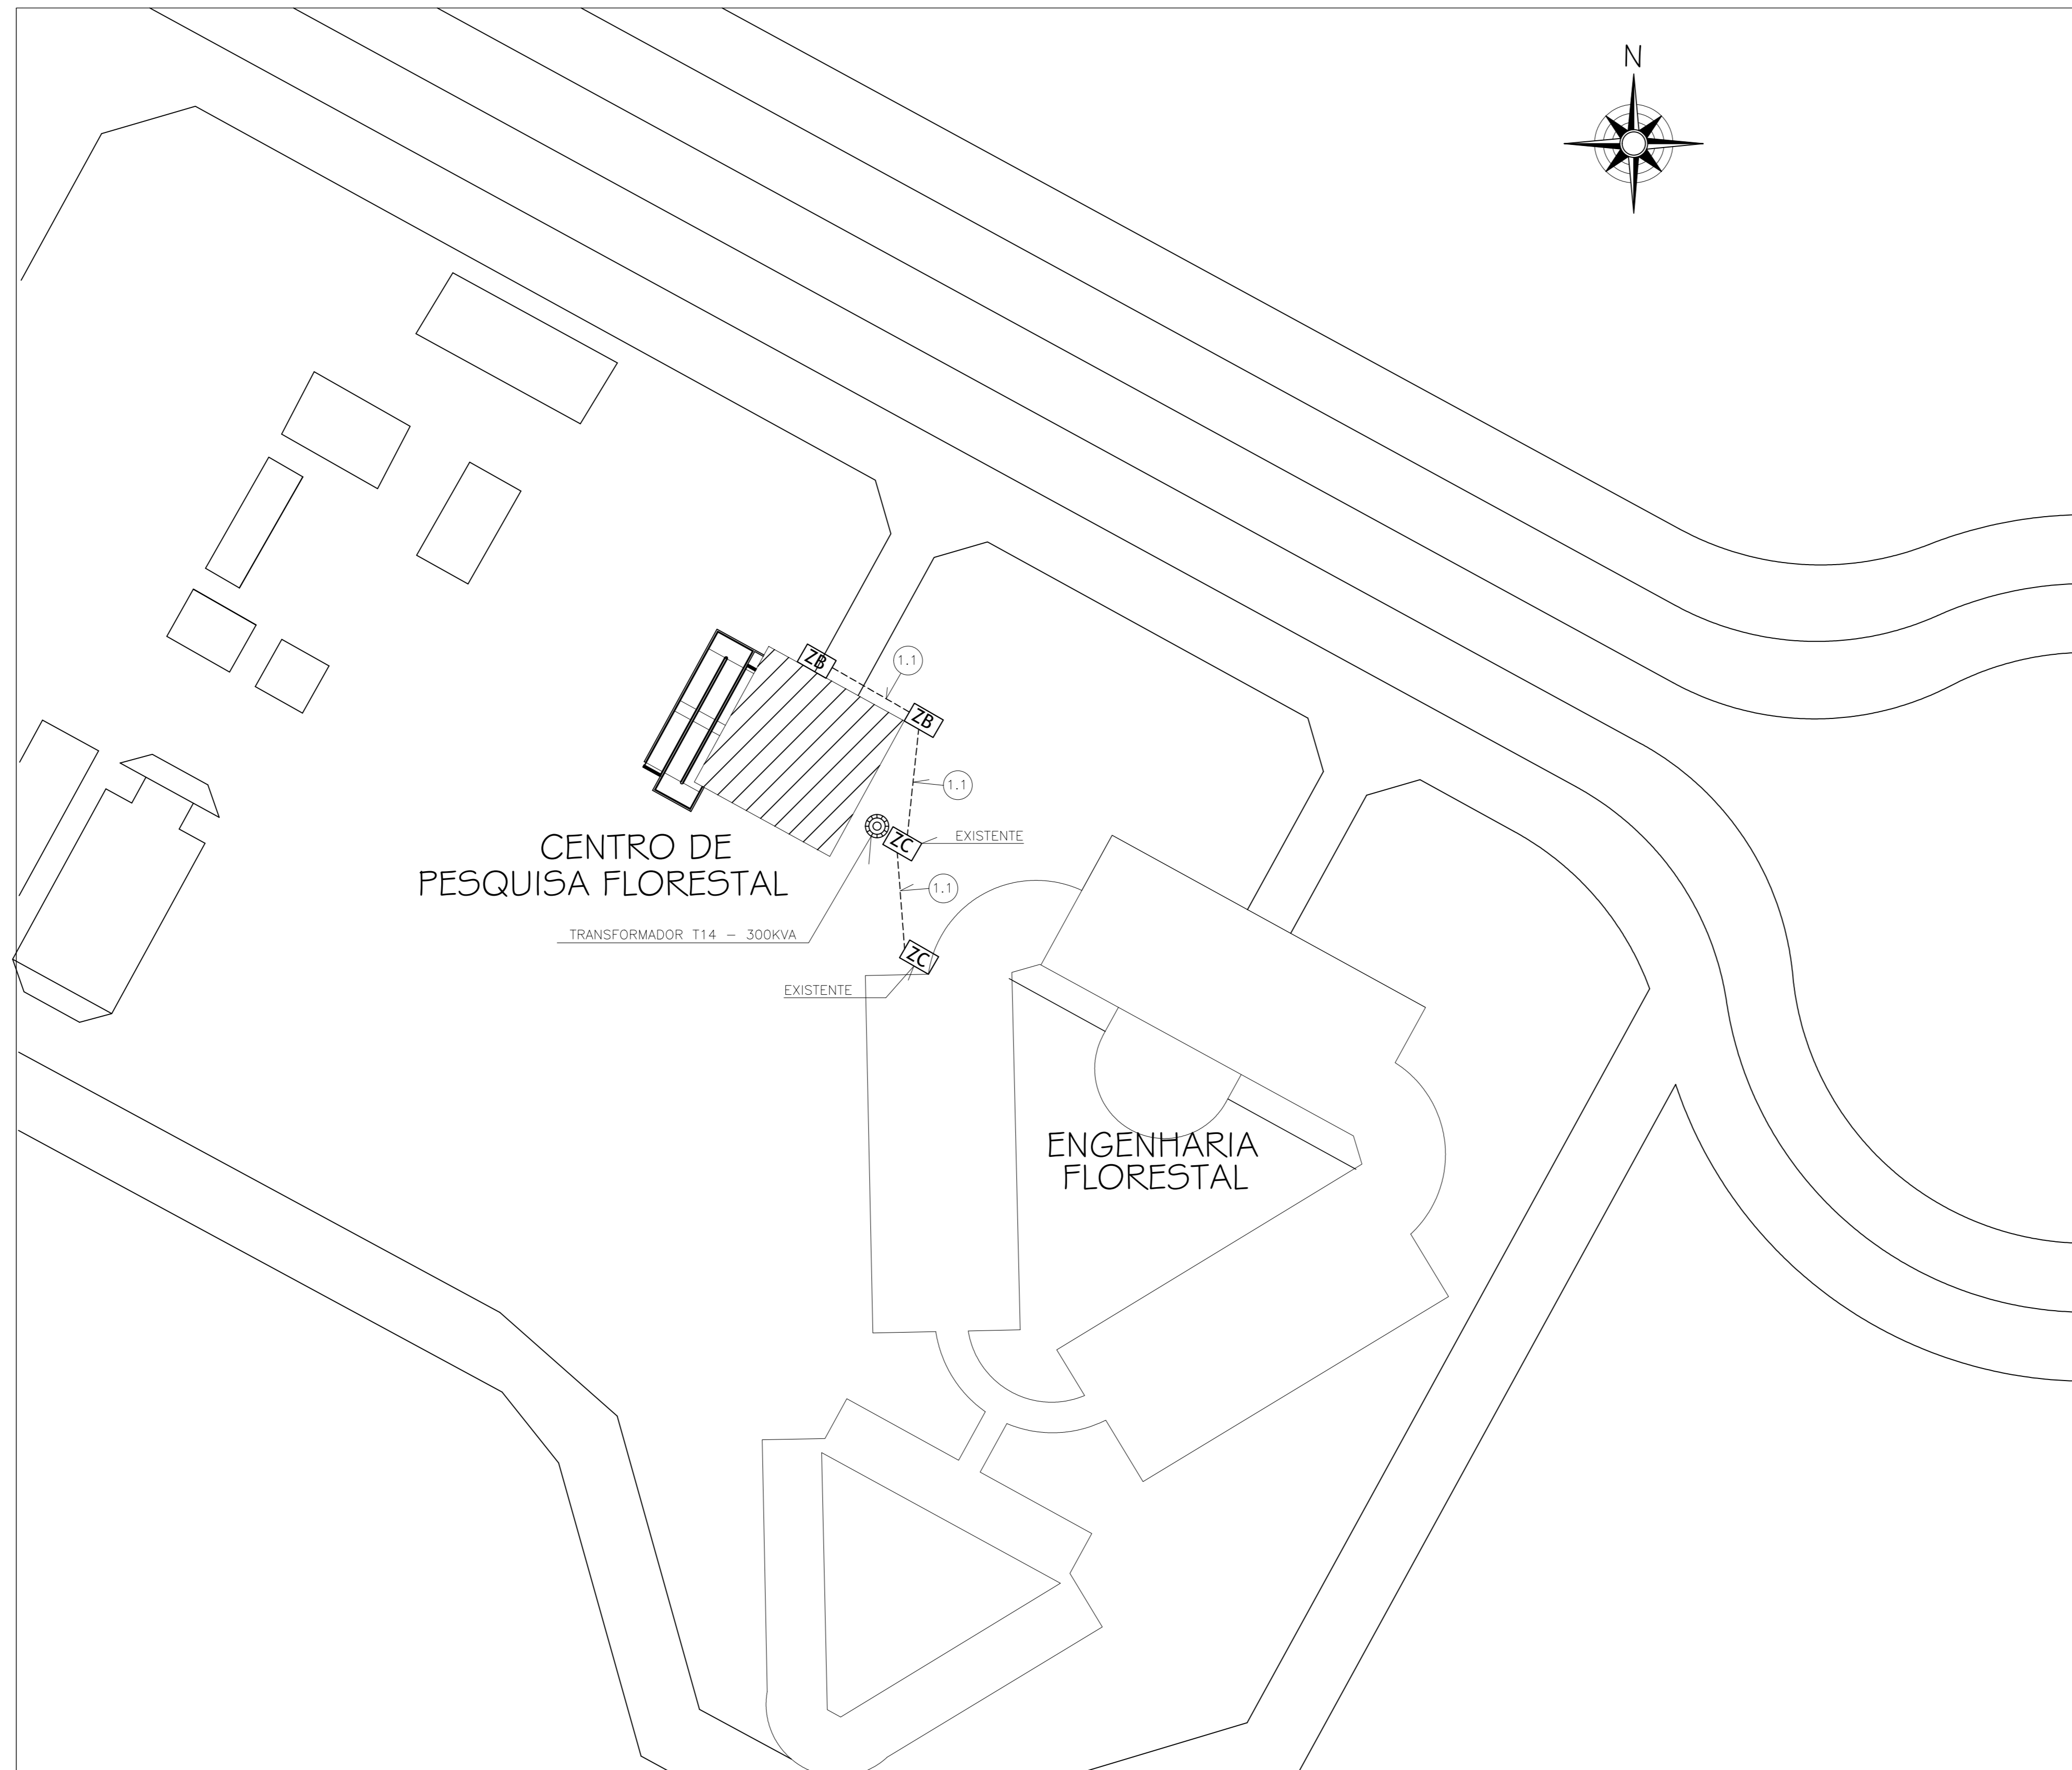 N
ZB
1.1
ZB
1.1
EXISTENTE
ZC
CENTRO DE
PESQUISA FLORESTAL
1.1
TRANSFORMADOR T14 - 300KVA
ZC
EXISTENTE
ENGENHARIA
FLORESTAL